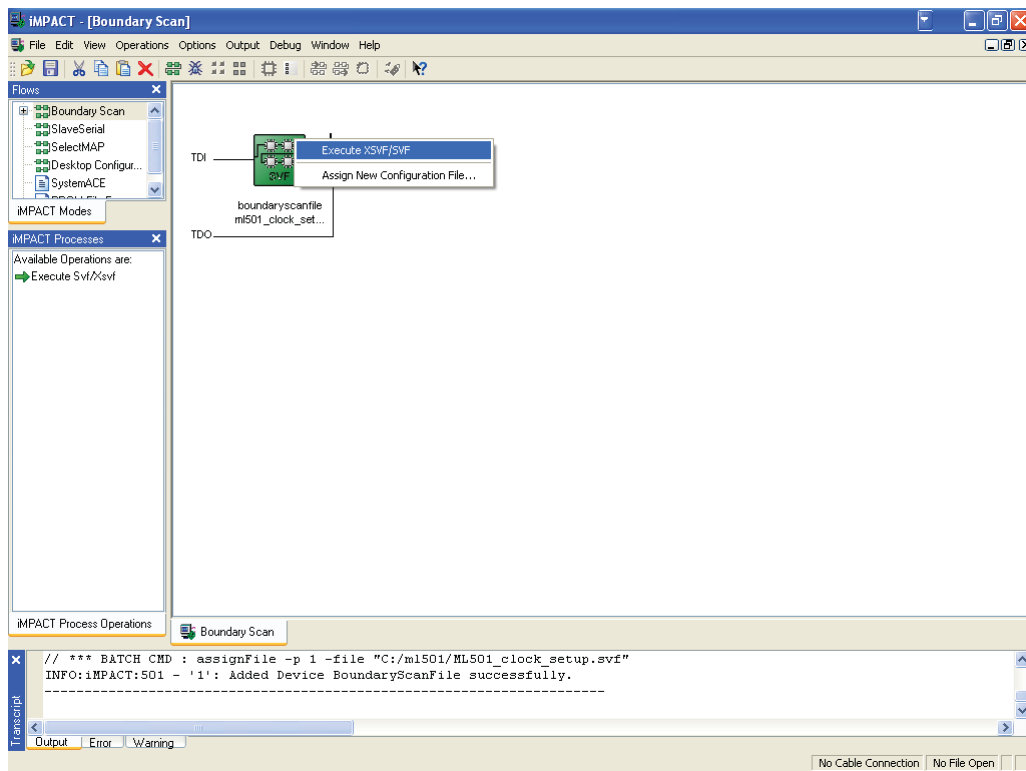 iMPACT - [Boundary Scan]
File Edit View Operations Options Output Debug Window Help
Flows
Boundary Scan
SlaveSerial
SelectMAP
Desktop Configur...
SystemACE
iMPACT Modes
iMPACT Processes
Available Operations are:
Execute Svf/Xsvf
iMPACT Process Operations
TDI
SVF
Execute XSVF/SVF
Assign New Configuration File...
boundaryscanfile
ml501_clock_set...
TDO
Boundary Scan
// *** BATCH CMD : assignFile -p 1 -file "C:/ml501/ML501_clock_setup.svf"
INFO:iMPACT:501 - '1': Added Device BoundaryScanFile successfully.
----------------------------------------------------------------------
Transcript
Output Error Warning
No Cable Connection No File Open